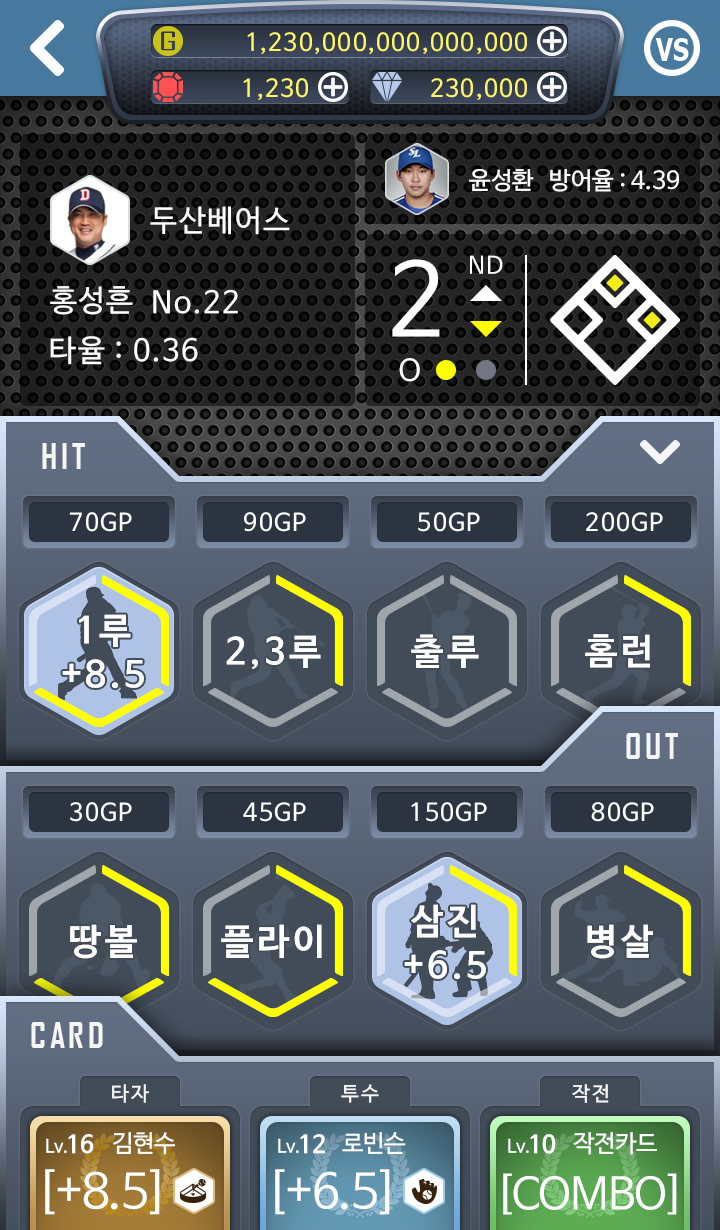 G 1,230,000,000,000,000
VS
1,230
230,000
D
두산베어스
홍성흔 No.22
타율 : 0.36
SL
윤성환 방어율 : 4.39
2 ND
O
HIT
70GP 90GP 50GP 200GP
1루 +8.5
2,3루
출루
홈런
OUT
30GP 45GP 150GP 80GP
땅볼
플라이
삼진 +6.5
병살
CARD
타자 투수 작전
Lv.16 김현수
[+8.5]
Lv.12 로빈슨
[+6.5]
Lv.10 작전카드
[COMBO]